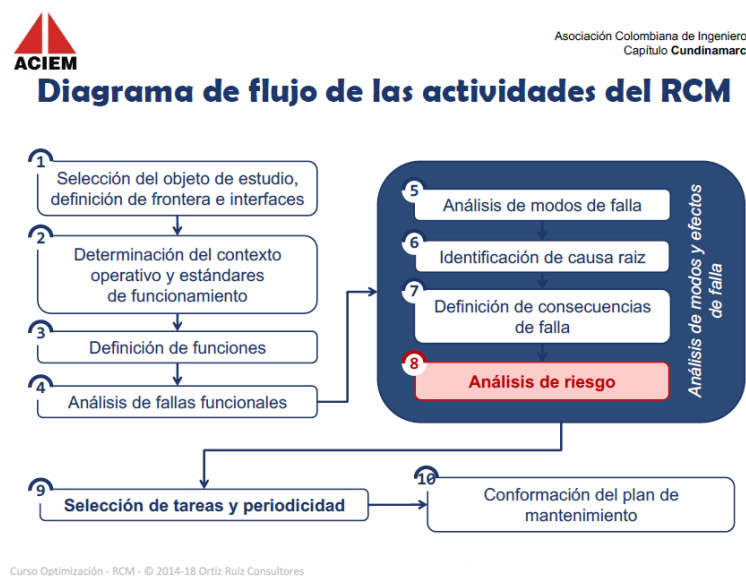 ACIEM
Asociación Colombiana de Ingeniero
Capítulo Cundinamarc
Diagrama de flujo de las actividades del RCM
1
Selección del objeto de estudio,
definición de frontera e interfaces
2
Determinación del contexto
operativo y estándares
de funcionamiento
3
Definición de funciones
4
Análisis de fallas funcionales
5
Análisis de modos de falla
6
Identificación de causa raiz
7
Definición de consecuencias
de falla
8
Análisis de riesgo
Análisis de modos y efectos
de falla
9
Selección de tareas y periodicidad
10
Conformación del plan de
mantenimiento
Curso Optimización - RCM - © 2014-18 Ortiz Ruiz Consultores